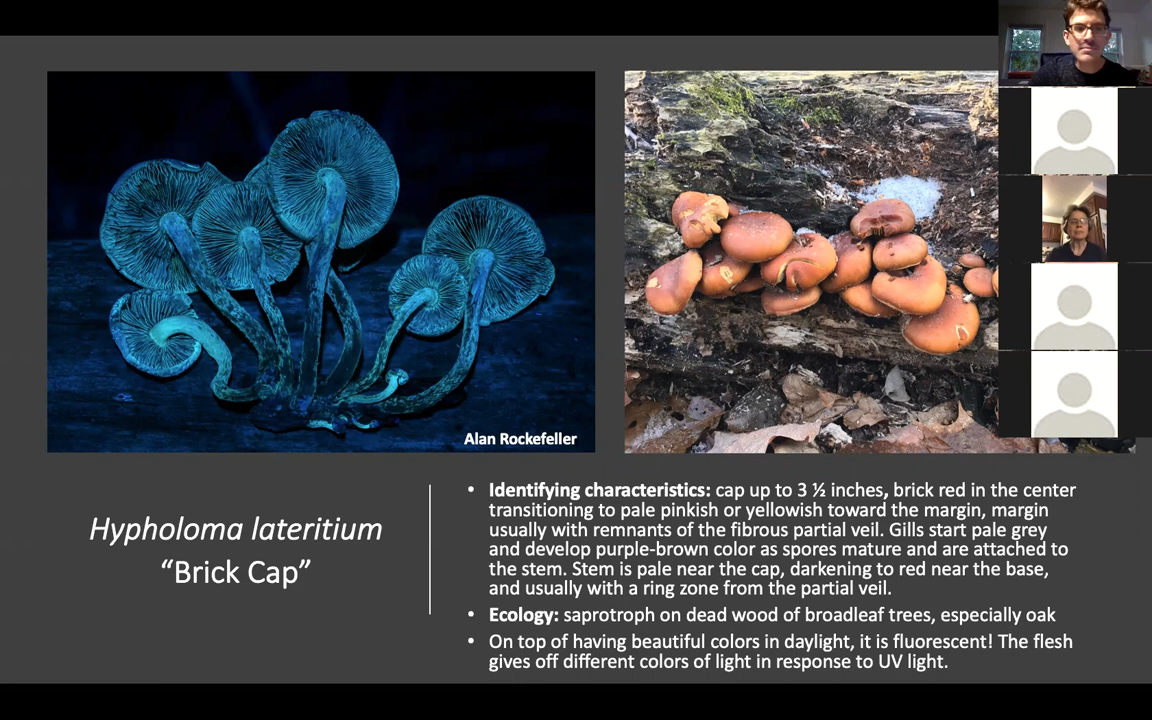 Alan Rockefeller
Hypholoma lateritium
“Brick Cap”
• Identifying characteristics: cap up to 3 ½ inches, brick red in the center
transitioning to pale pinkish or yellowish toward the margin, margin
usually with remnants of the fibrous partial veil. Gills start pale grey
and develop purple-brown color as spores mature and are attached to
the stem. Stem is pale near the cap, darkening to red near the base,
and usually with a ring zone from the partial veil.
• Ecology: saprotroph on dead wood of broadleaf trees, especially oak
• On top of having beautiful colors in daylight, it is fluorescent! The flesh
gives off different colors of light in response to UV light.